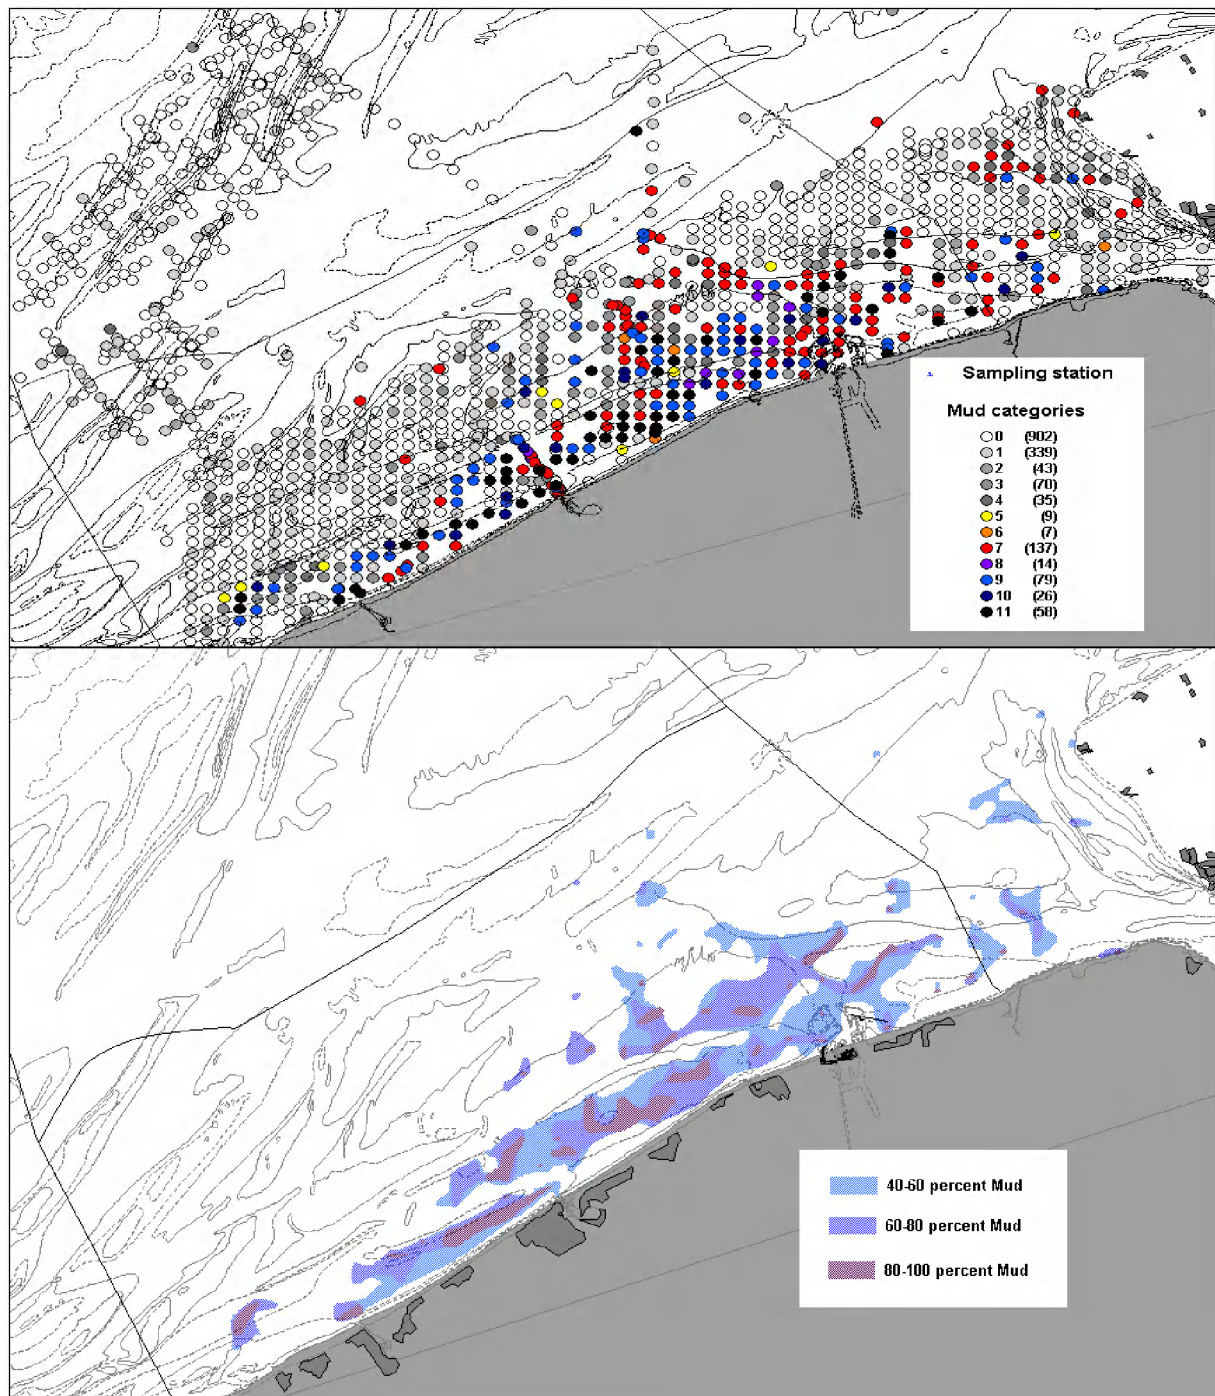 Sampling station
Mud categories
0 (902)
1 (339)
2 (43)
3 (70)
4 (35)
5 (9)
6 (7)
7 (137)
8 (14)
9 (79)
10 (26)
11 (58)
40-60 percent Mud
60-80 percent Mud
80-100 percent Mud